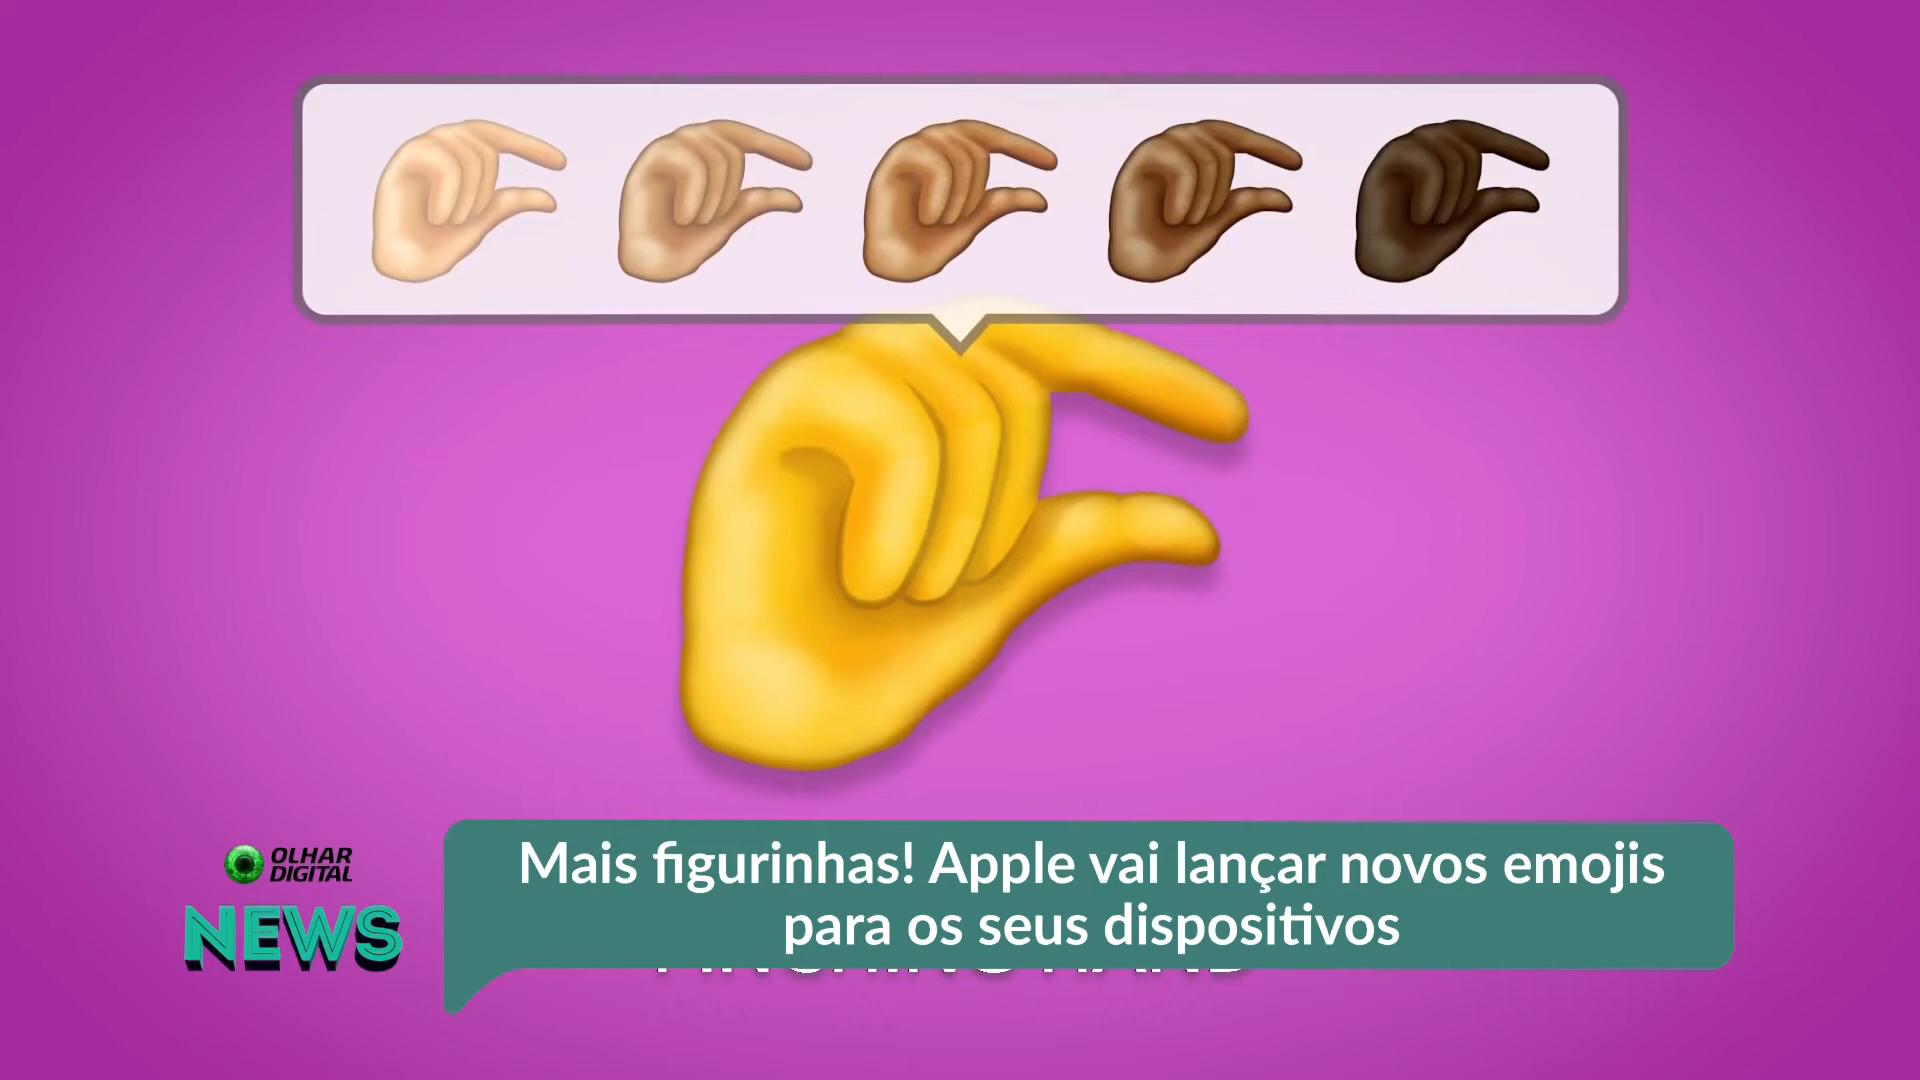 OLHAR
DIGITAL
NEWS
Mais figurinhas! Apple vai lançar novos emojis
para os seus dispositivos